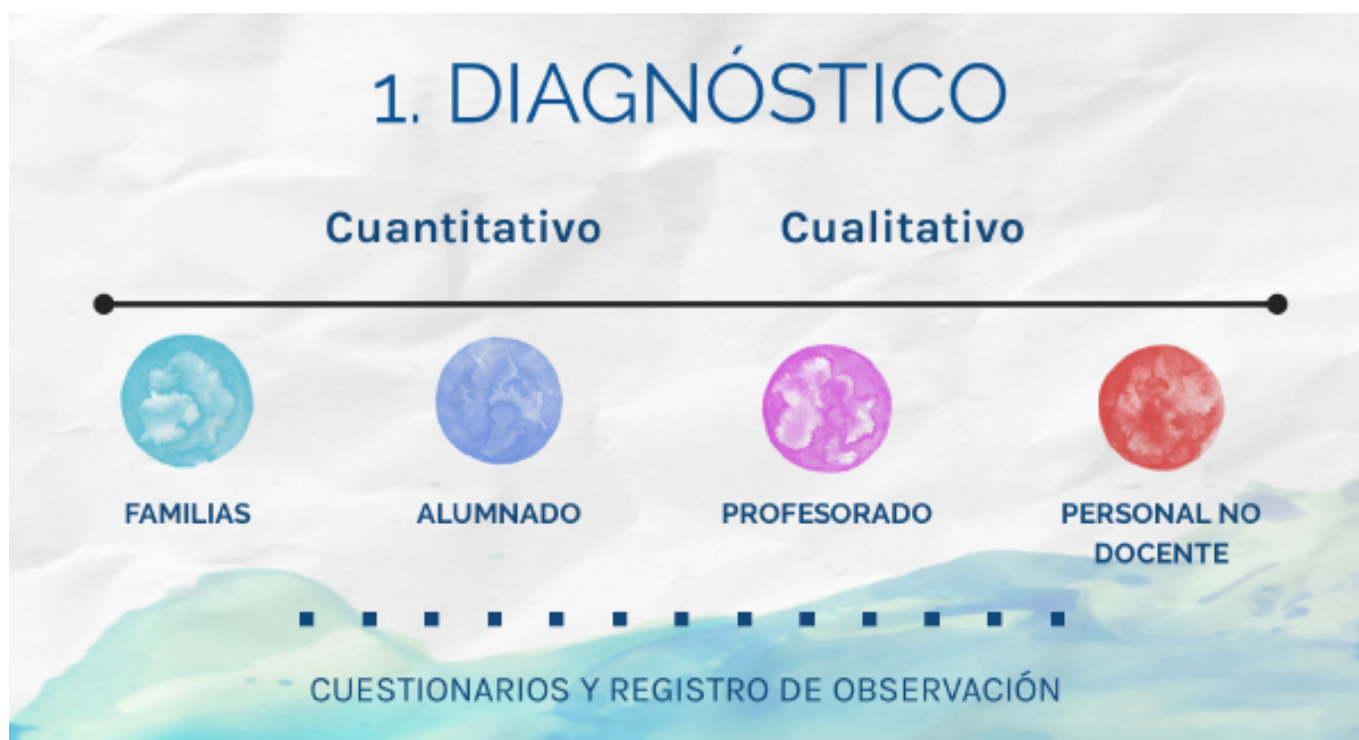 1. DIAGNÓSTICO
Cuantitativo Cualitativo
FAMILIAS ALUMNADO PROFESORADO PERSONAL NO
DOCENTE
CUESTIONARIOS Y REGISTRO DE OBSERVACIÓN